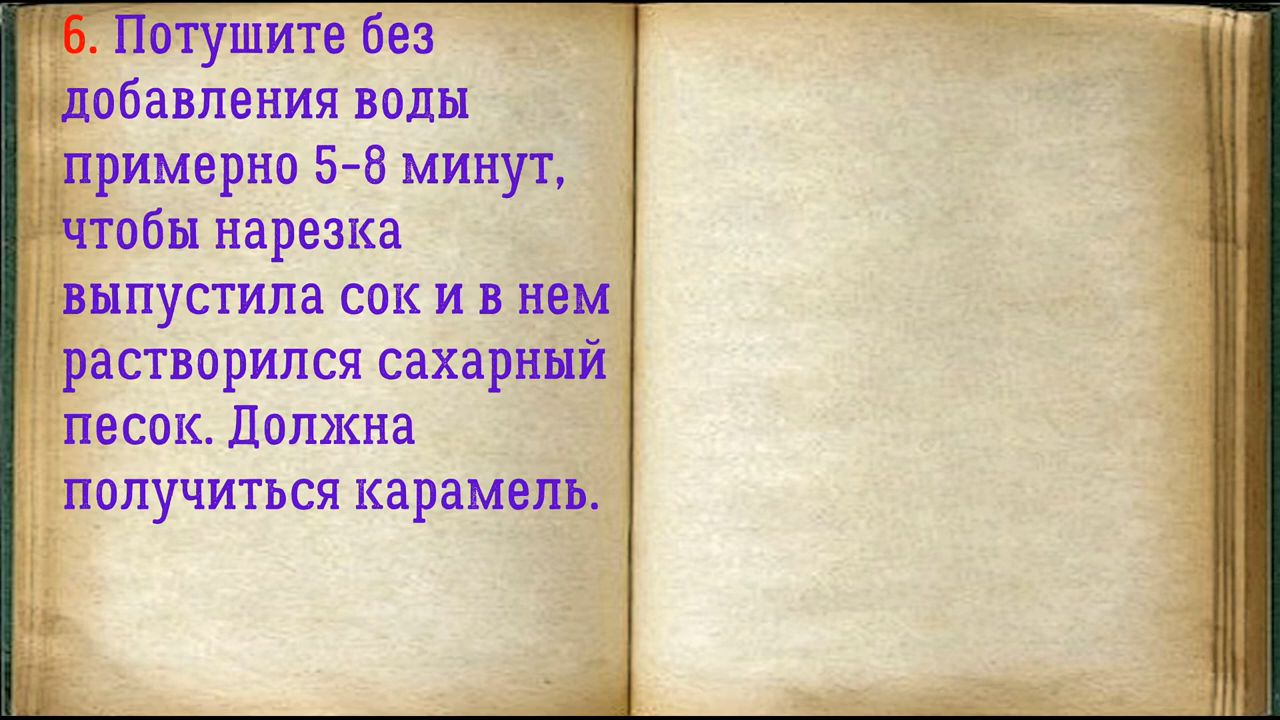 6. Потушите без
добавления воды
примерно 5-8 минут,
чтобы нарезка
выпустила сок и в нем
растворился сахарный
песок. Должна
получиться карамель.